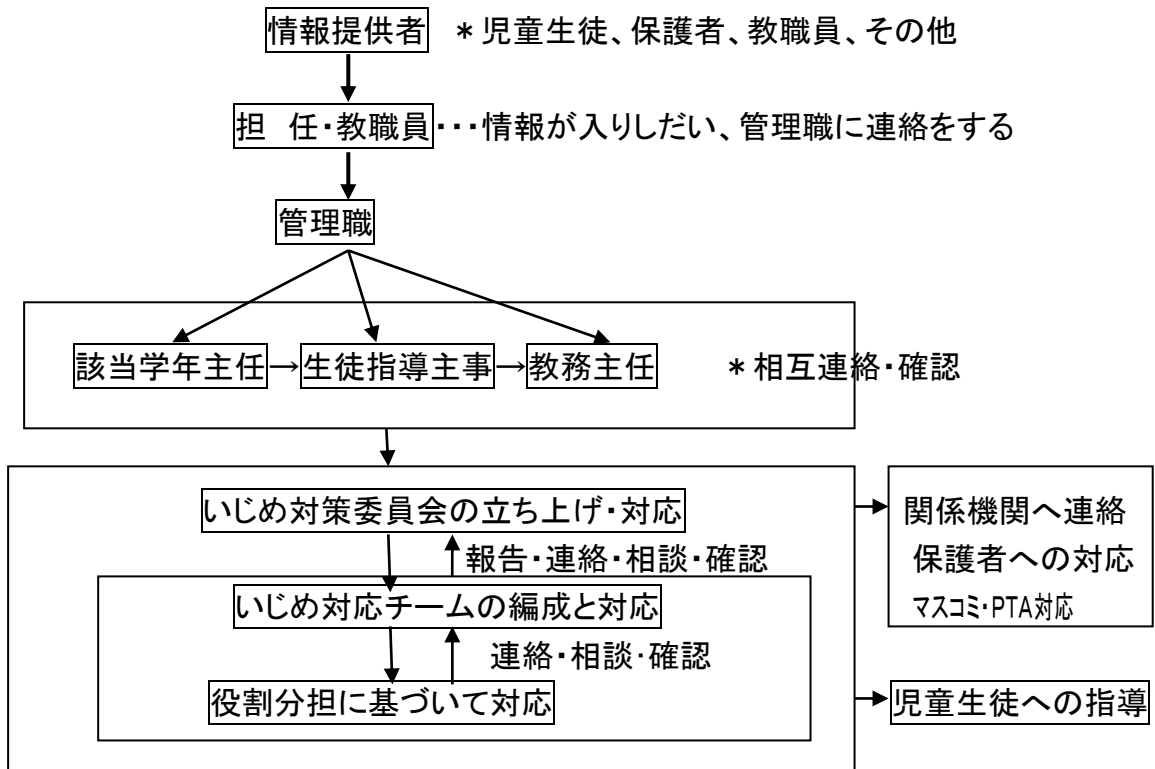 情報提供者 ＊児童生徒、保護者、教職員、その他
担　任・教職員・・・情報が入りしだい、管理職に連絡をする
管理職
該当学年主任→生徒指導主事→教務主任 ＊相互連絡・確認
いじめ対策委員会の立ち上げ・対応
関係機関へ連絡
報告・連絡・相談・確認
保護者への対応
いじめ対応チームの編成と対応
マスコミ・PTA対応
連絡・相談・確認
役割分担に基づいて対応
児童生徒への指導